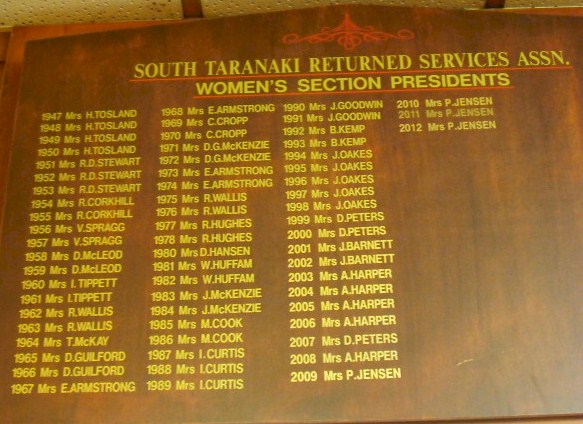 SOUTH TARANAKI RETURNED SERVICES ASSN.
WOMEN'S SECTION PRESIDENTS
1947 Mrs H.TOSLAND
1948 Mrs H.TOSLAND
1949 Mrs H.TOSLAND
1950 Mrs H.TOSLAND
1951 Mrs R.D.STEWART
1952 Mrs R.D.STEWART
1953 Mrs R.D.STEWART
1954 Mrs R.CORKHILL
1955 Mrs R.CORKHILL
1956 Mrs V.SPRAGG
1957 Mrs V.SPRAGG
1958 Mrs D.McLEOD
1959 Mrs D.McLEOD
1960 Mrs I.TIPPETT
1961 Mrs I.TIPPETT
1962 Mrs R.WALLIS
1963 Mrs R.WALLIS
1964 Mrs T.McKAY
1965 Mrs D.GUILFORD
1966 Mrs D.GUILFORD
1967 Mrs E.ARMSTRONG
1968 Mrs E.ARMSTRONG
1969 Mrs C.CROPP
1970 Mrs C.CROPP
1971 Mrs D.G.McKENZIE
1972 Mrs D.G.McKENZIE
1973 Mrs E.ARMSTRONG
1974 Mrs E.ARMSTRONG
1975 Mrs R.WALLIS
1976 Mrs R.WALLIS
1977 Mrs R.HUGHES
1978 Mrs R.HUGHES
1980 Mrs D.HANSEN
1981 Mrs W.HUFFAM
1982 Mrs W.HUFFAM
1983 Mrs J.McKENZIE
1984 Mrs J.McKENZIE
1985 Mrs M.COOK
1986 Mrs M.COOK
1987 Mrs I.CURTIS
1988 Mrs I.CURTIS
1989 Mrs I.CURTIS
1990 Mrs J.GOODWIN
1991 Mrs J.GOODWIN
1992 Mrs B.KEMP
1993 Mrs B.KEMP
1994 Mrs J.OAKES
1995 Mrs J.OAKES
1996 Mrs J.OAKES
1997 Mrs J.OAKES
1998 Mrs J.OAKES
1999 Mrs D.PETERS
2000 Mrs D.PETERS
2001 Mrs J.BARNETT
2002 Mrs J.BARNETT
2003 Mrs A.HARPER
2004 Mrs A.HARPER
2005 Mrs A.HARPER
2006 Mrs A.HARPER
2007 Mrs D.PETERS
2008 Mrs A.HARPER
2009 Mrs P.JENSEN
2010 Mrs P.JENSEN
2011 Mrs P.JENSEN
2012 Mrs P.JENSEN